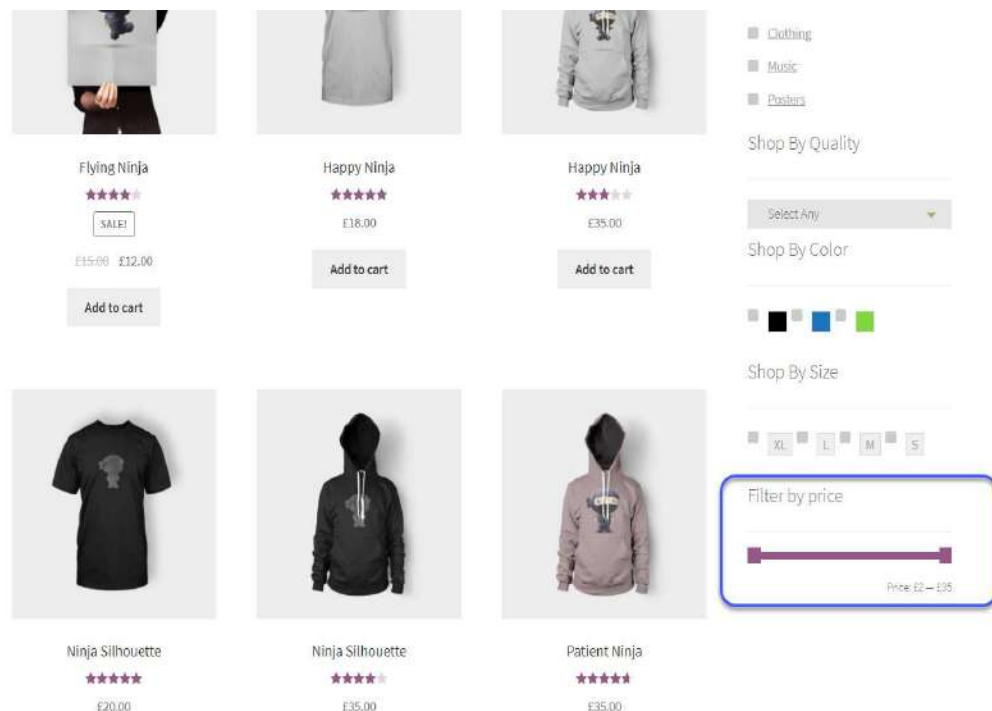 Clothing
Music
Posters
Shop By Quality
Select Any
Shop By Color
Shop By Size
XL L M S
Filter by price
Price: £2 — £35
Flying Ninja
SALE!
£15.00 £12.00
Add to cart
Happy Ninja
£18.00
Add to cart
Happy Ninja
£35.00
Add to cart
Ninja Silhouette
£20.00
Ninja Silhouette
£35.00
Patient Ninja
£35.00